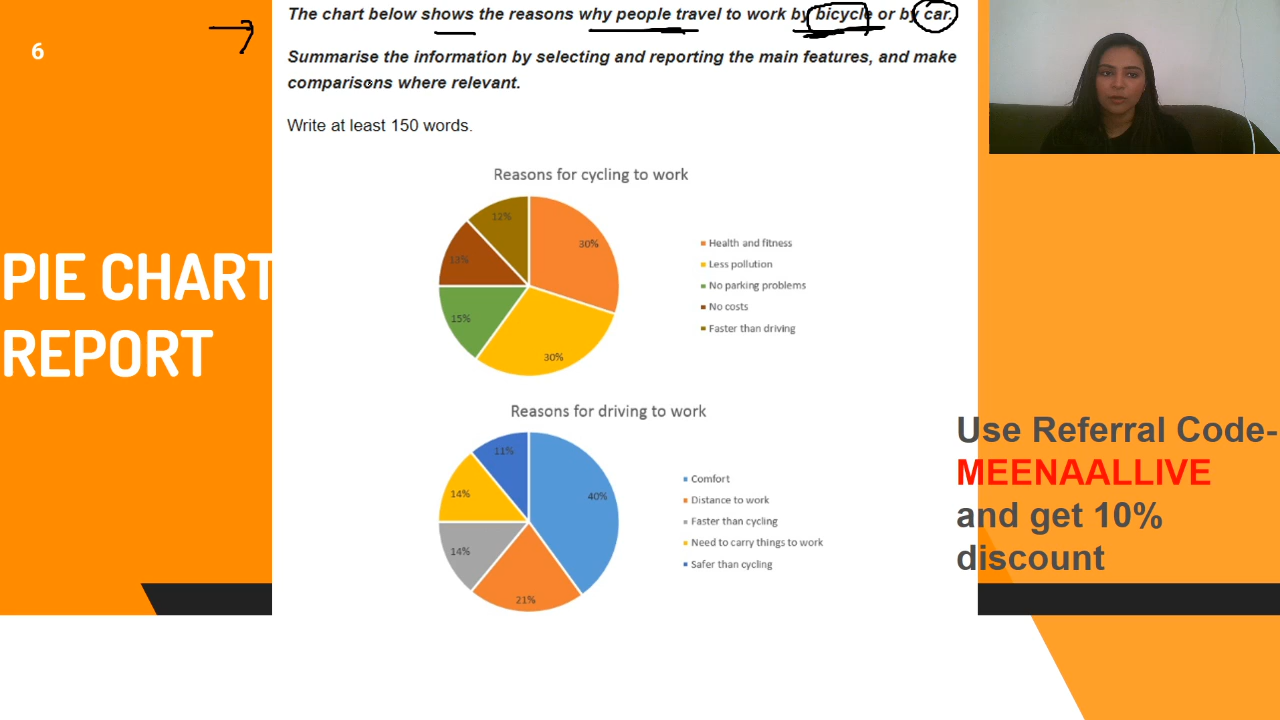 6
The chart below shows the reasons why people travel to work by bicycle or by car.
Summarise the information by selecting and reporting the main features, and make
comparisons where relevant.
Write at least 150 words.
PIE CHART
REPORT
Reasons for cycling to work
12%
30%
13%
15%
30%
Health and fitness
Less pollution
No parking problems
No costs
Faster than driving
Reasons for driving to work
11%
40%
14%
14%
21%
Comfort
Distance to work
Faster than cycling
Need to carry things to work
Safer than cycling
Use Referral Code-
MEENAALLIVE
and get 10%
discount